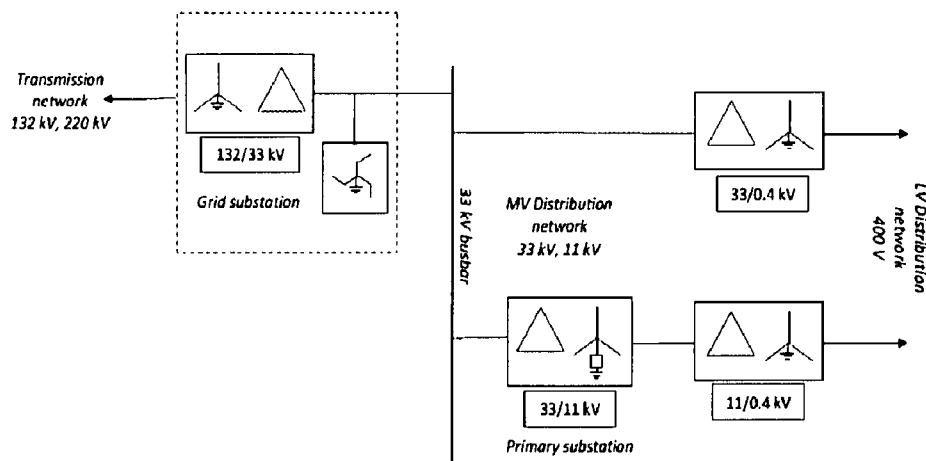 Transmission
network
132 kV, 220 kV
132/33 kV
Grid substation
33 kV busbar
MV Distribution
network
33 kV, 11 kV
33/0.4 kV
LV Distribution
network
400 V
33/11 kV
Primary substation
11/0.4 kV